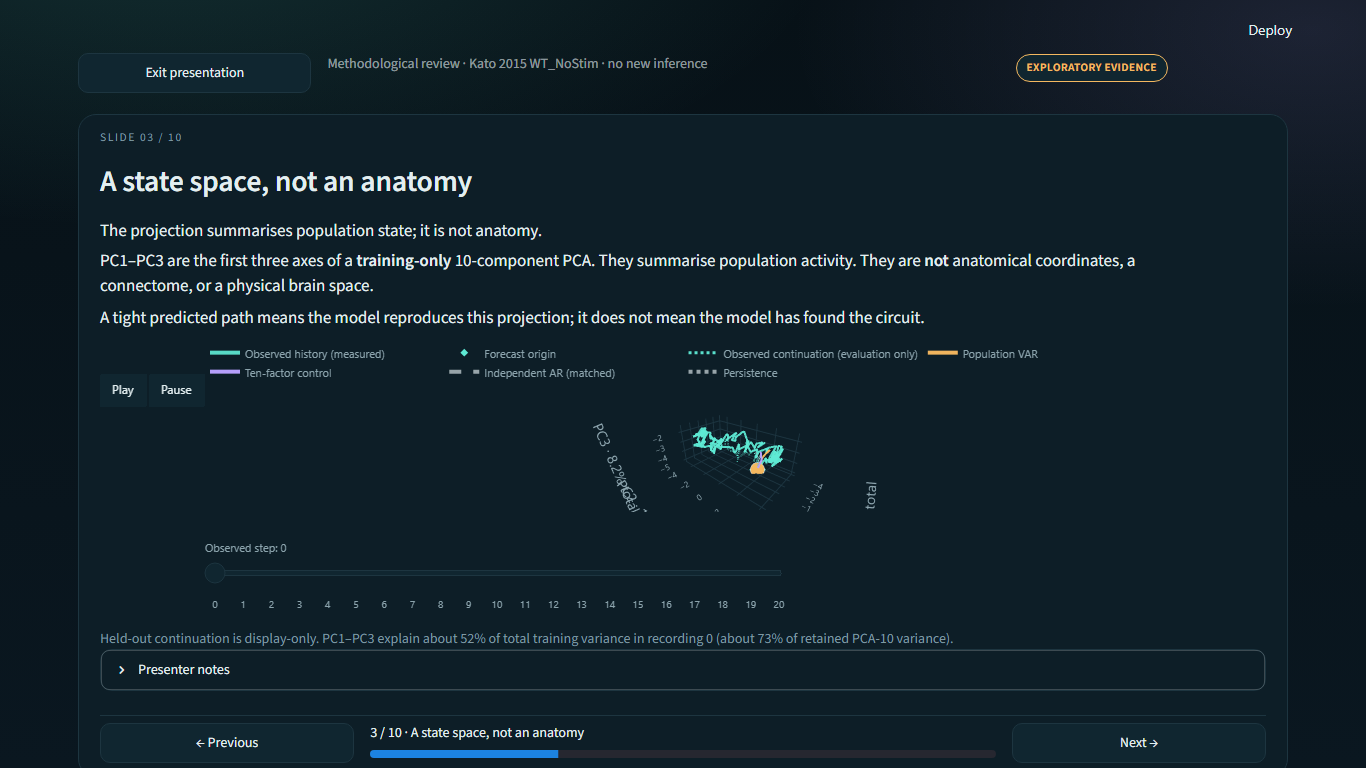 Deploy
Exit presentation
Methodological review · Kato 2015 WT_NoStim · no new inference
EXPLORATORY EVIDENCE
SLIDE 03 / 10
A state space, not an anatomy
The projection summarises population state; it is not anatomy.
PC1–PC3 are the first three axes of a training-only 10-component PCA. They summarise population activity. They are not anatomical coordinates, a
connectome, or a physical brain space.
A tight predicted path means the model reproduces this projection; it does not mean the model has found the circuit.
Observed history (measured)
Forecast origin
Observed continuation (evaluation only)
Population VAR
Ten-factor control
Independent AR (matched)
Persistence
Play
Pause
PC3 · 8.2%
total
Observed step: 0
0 1 2 3 4 5 6 7 8 9 10 11 12 13 14 15 16 17 18 19 20
Held-out continuation is display-only. PC1–PC3 explain about 52% of total training variance in recording 0 (about 73% of retained PCA-10 variance).
Presenter notes
← Previous
3 / 10 · A state space, not an anatomy
Next →